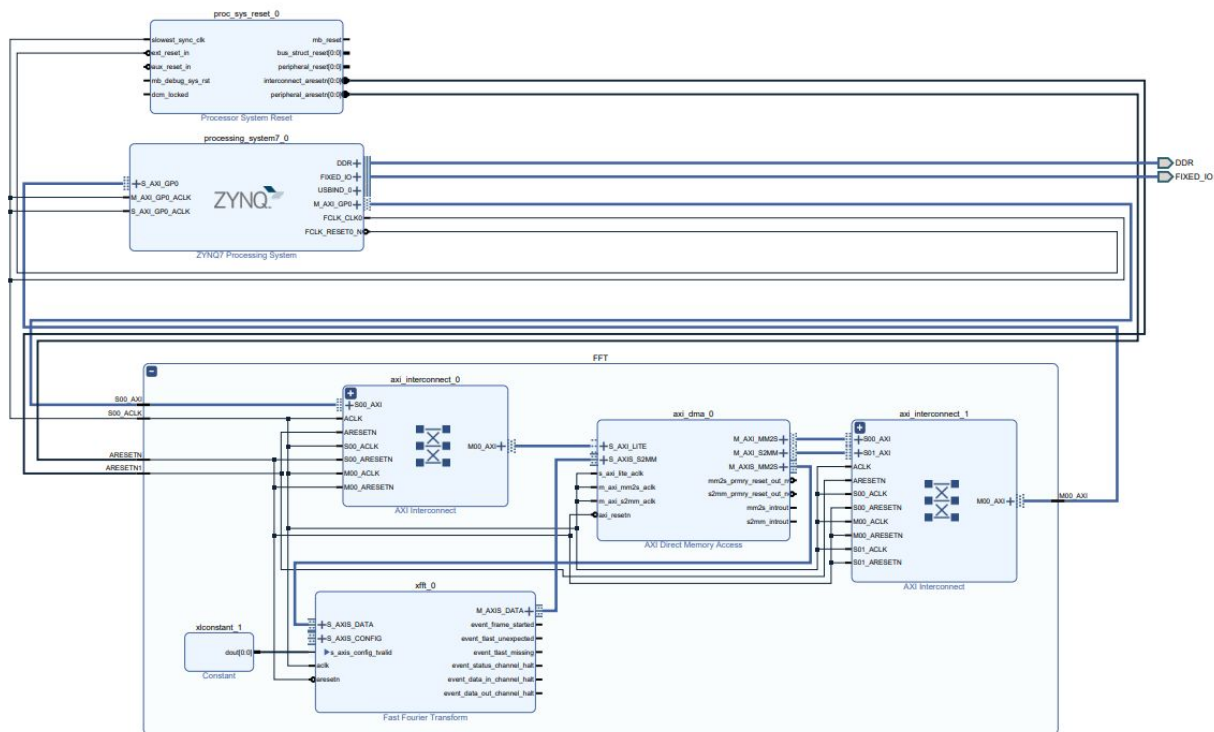 proc_sys_reset_0
slowest_sync_clk
ext_reset_in
aux_reset_in
mb_debug_sys_rst
dcm_locked
mb_reset
bus_struct_reset[0:0]
peripheral_reset[0:0]
interconnect_aresetn[0:0]
peripheral_aresetn[0:0]
Processor System Reset
processing_system7_0
S_AXI_GP0
M_AXI_GP0_ACLK
S_AXI_GP0_ACLK
ZYNQ
DDR
FIXED_IO
USBIND_0
M_AXI_GP0
FCLK_CLK0
FCLK_RESET0_N
ZYNQ7 Processing System
DDR
FIXED_IO
FFT
S00_AXI
S00_ACLK
ARESETN
ARESETN1
axi_interconnect_0
S00_AXI
ACLK
ARESETN
S00_ACLK
S00_ARESETN
M00_ACLK
M00_ARESETN
M00_AXI
AXI Interconnect
axi_dma_0
S_AXI_LITE
S_AXIS_S2MM
s_axi_lite_aclk
m_axi_mm2s_aclk
m_axi_s2mm_aclk
axi_resetn
M_AXI_MM2S
M_AXI_S2MM
M_AXIS_MM2S
mm2s_prmry_reset_out_n
s2mm_prmry_reset_out_n
mm2s_introut
s2mm_introut
AXI Direct Memory Access
axi_interconnect_1
S00_AXI
S01_AXI
ACLK
ARESETN
S00_ACLK
S00_ARESETN
M00_ACLK
M00_ARESETN
S01_ACLK
S01_ARESETN
M00_AXI
AXI Interconnect
M00_AXI
xlconstant_1
dout[0:0]
Constant
xfft_0
S_AXIS_DATA
S_AXIS_CONFIG
s_axis_config_tvalid
aclk
aresetn
M_AXIS_DATA
event_frame_started
event_tlast_unexpected
event_tlast_missing
event_status_channel_halt
event_data_in_channel_halt
event_data_out_channel_halt
Fast Fourier Transform